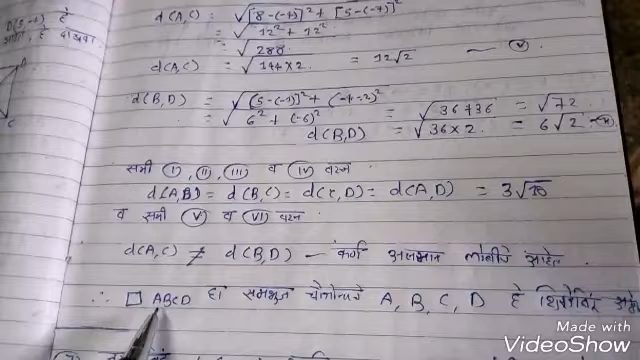 d(A,C) : √[8-(-4)]² + [5-(-7)]²
= √12² + 12²
= √288
d(A,C) = √144×2 = 12√2 — (V)
d(B,D) = √(5-(-1))² + (-4-2)²
= √6² + (-6)² = √36+36 = √72
d(B,D) = √36×2 = 6√2 — (VI)
समी (I), (II), (III) व (IV) वरून
d(A,B) = d(B,C) = d(C,D) = d(A,D) = 3√10
व समी (V) व (VI) वरून
d(A,C) ≠ d(B,D) — कर्ण असमान लांबीचे आहेत
∴ □ ABCD हा समभुज चौकोनाचे A, B, C, D हे शिरोबिंदू
Made with
VideoShow